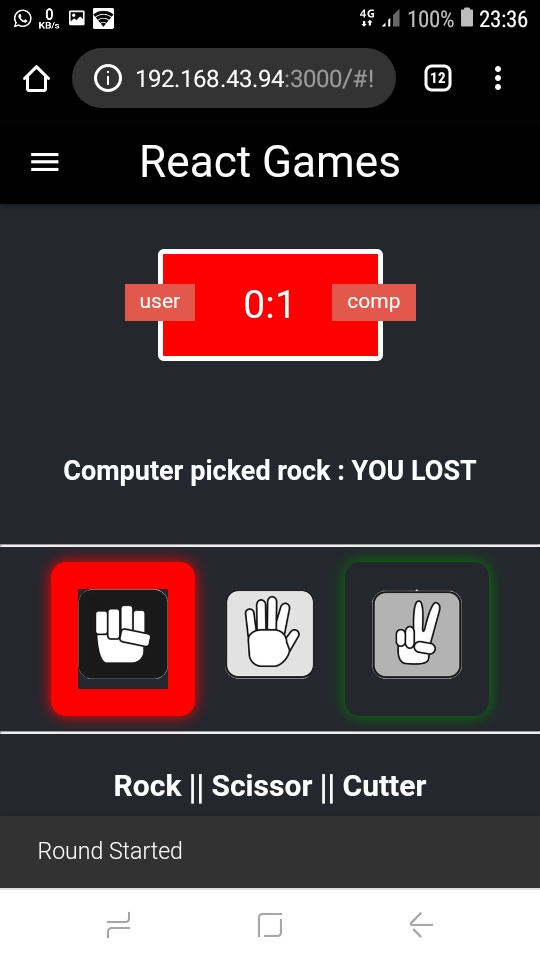 0
KB/s
4G
100%
23:36
192.168.43.94:3000/#!
12
React Games
user
0:1
comp
Computer picked rock : YOU LOST
Rock || Scissor || Cutter
Round Started